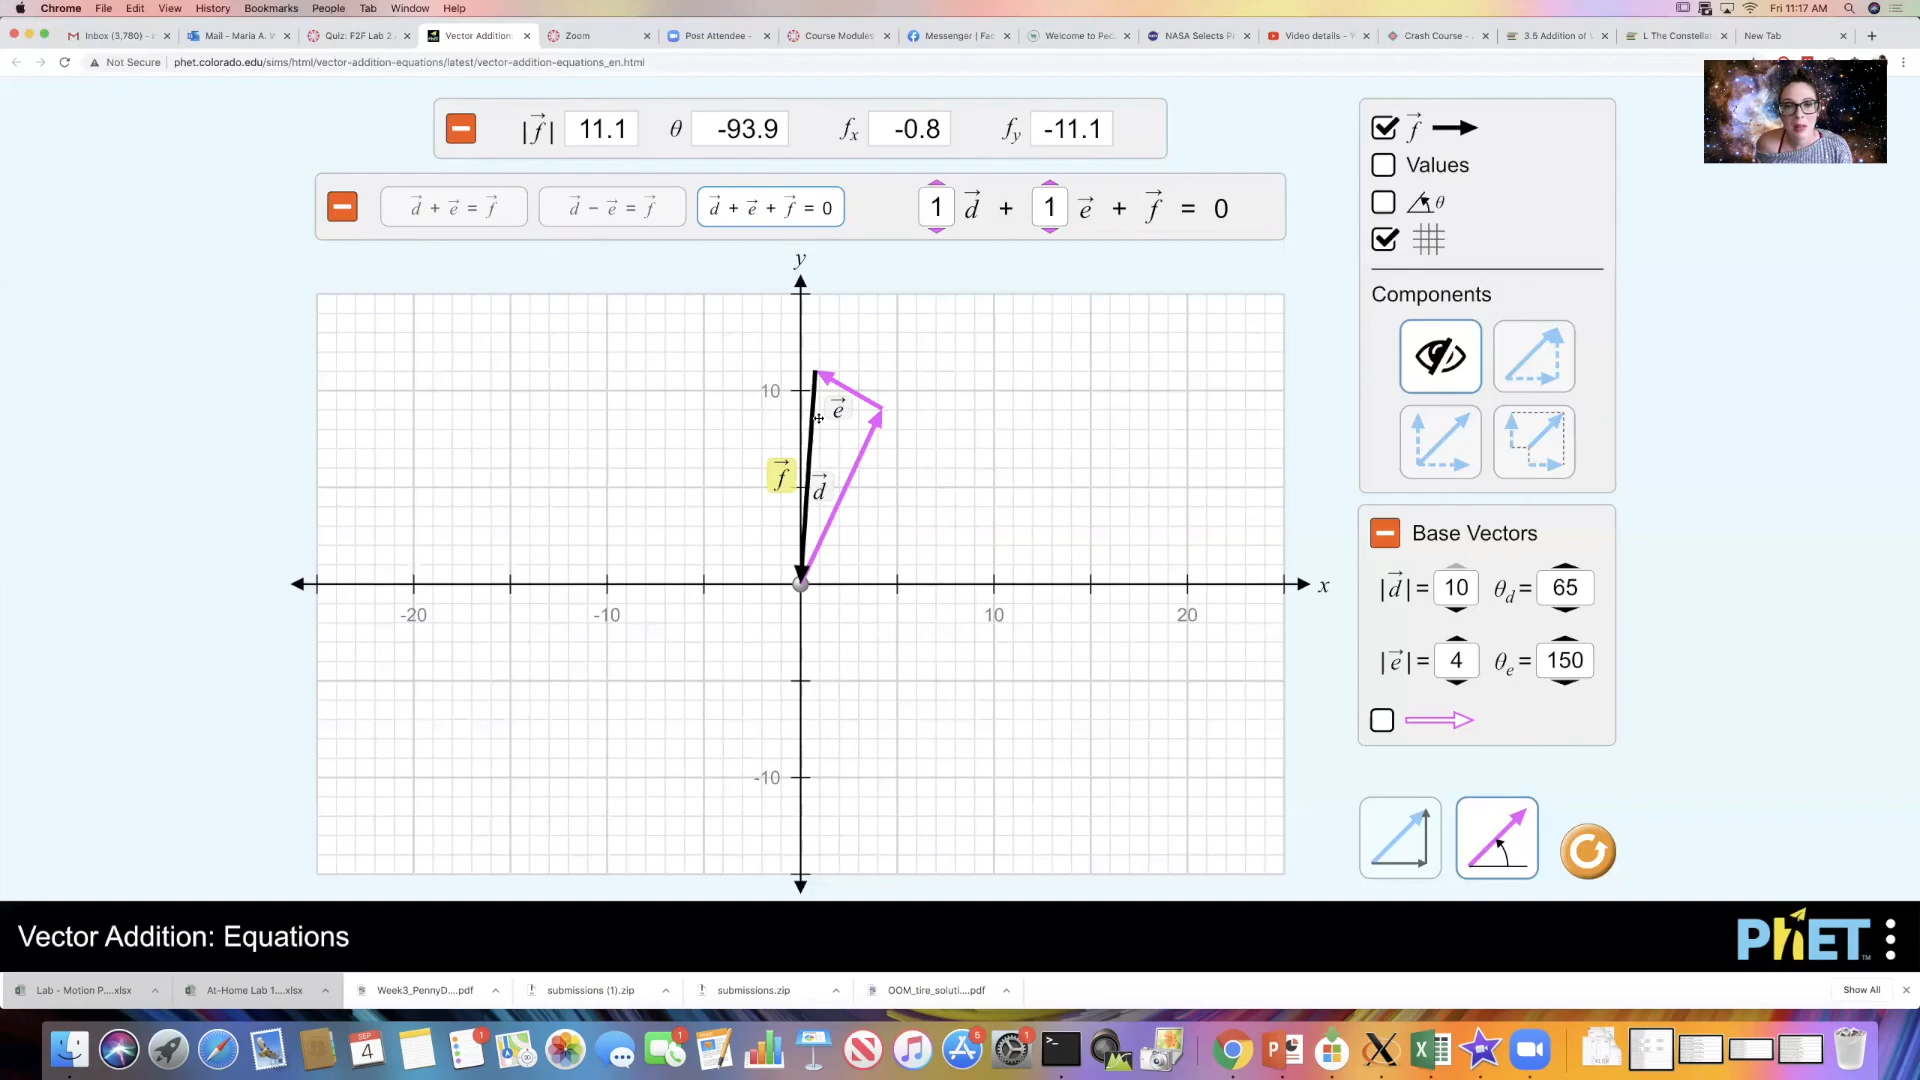 Chrome File Edit View History Bookmarks People Tab Window Help Fri 11:17 AM
Inbox (3,780) - Mail - Maria A. W Quiz: F2F Lab 2 Vector Addition: Zoom Post Attendee - Course Modules Messenger | Fac Welcome to Pec NASA Selects Pr Video details - Y Crash Course - 3.5 Addition of L The Constellat New Tab
Not Secure phet.colorado.edu/sims/html/vector-addition-equations/latest/vector-addition-equations_en.html
|f| 11.1 θ -93.9 fx -0.8 fy -11.1
d + e = f d − e = f d + e + f = 0 1 d + 1 e + f = 0
f
Values
θ
Components
y
10
e
f
d
x
-20 -10 10 20
-10
Base Vectors
|d| = 10 θd = 65
|e| = 4 θe = 150
Vector Addition: Equations
PhET
Lab - Motion P....xlsx At-Home Lab 1....xlsx Week3_PennyD....pdf submissions (1).zip submissions.zip OOM_tire_soluti....pdf Show All
SEP
4
1
1
5
1